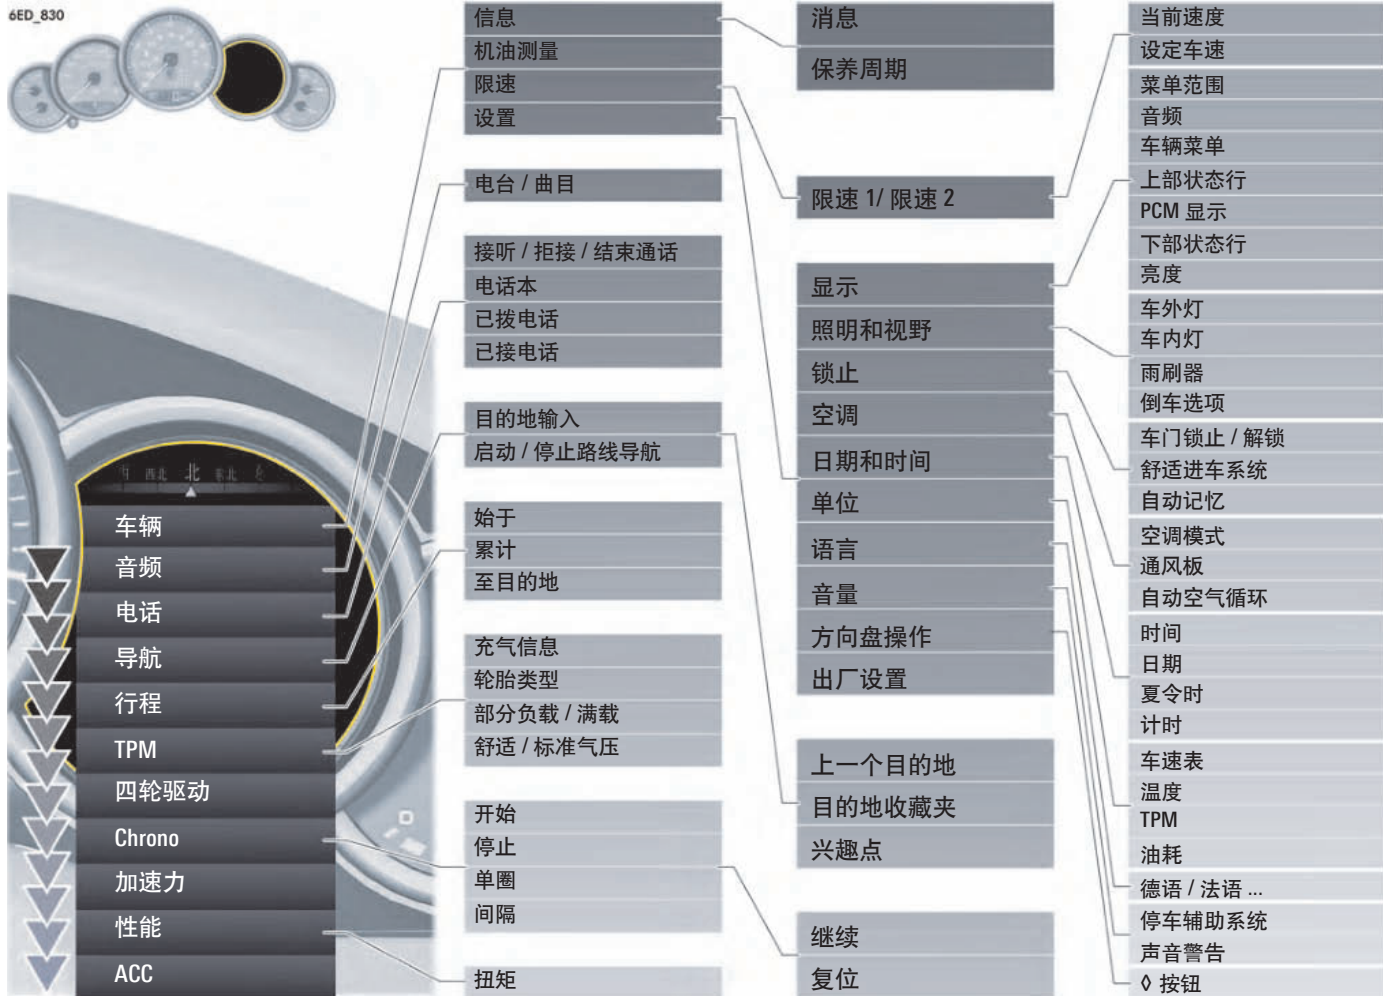 6ED_830
信息
机油测量
限速
设置
电台 / 曲目
接听 / 拒接 / 结束通话
电话本
已拨电话
已接电话
目的地输入
启动 / 停止路线导航
始于
累计
至目的地
充气信息
轮胎类型
部分负载 / 满载
舒适 / 标准气压
开始
停止
单圈
间隔
扭矩
西北 北 东北
车辆
音频
电话
导航
行程
TPM
四轮驱动
Chrono
加速力
性能
ACC
消息
保养周期
限速 1/ 限速 2
显示
照明和视野
锁止
空调
日期和时间
单位
语言
音量
方向盘操作
出厂设置
上一个目的地
目的地收藏夹
兴趣点
继续
复位
当前速度
设定车速
菜单范围
音频
车辆菜单
上部状态行
PCM 显示
下部状态行
亮度
车外灯
车内灯
雨刷器
倒车选项
车门锁止 / 解锁
舒适进车系统
自动记忆
空调模式
通风板
自动空气循环
时间
日期
夏令时
计时
车速表
温度
TPM
油耗
德语 / 法语 ...
停车辅助系统
声音警告
◊ 按钮